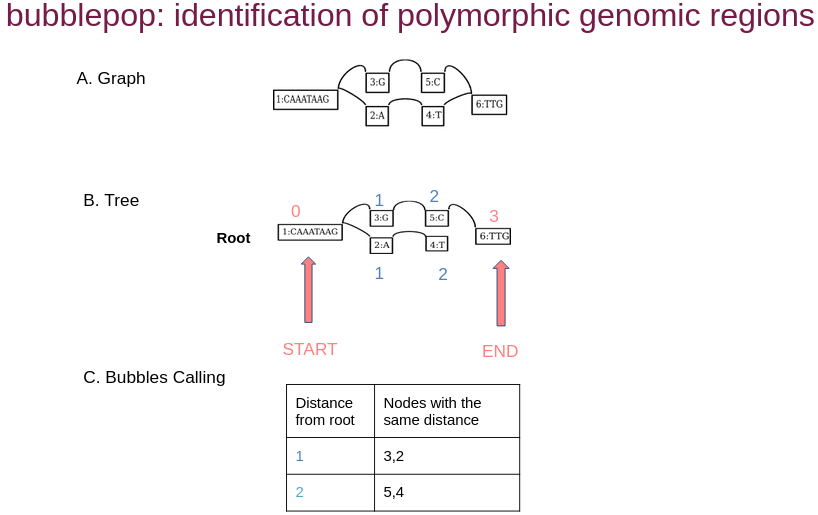 bubblepop: identification of polymorphic genomic regions
A. Graph
1:CAAATAAG
3:G
5:C
2:A
4:T
6:TTG
B. Tree
0
1
2
3
Root
1:CAAATAAG
3:G
5:C
2:A
4:T
6:TTG
1
2
START
END
C. Bubbles Calling
Distance from root
Nodes with the same distance
1
3,2
2
5,4